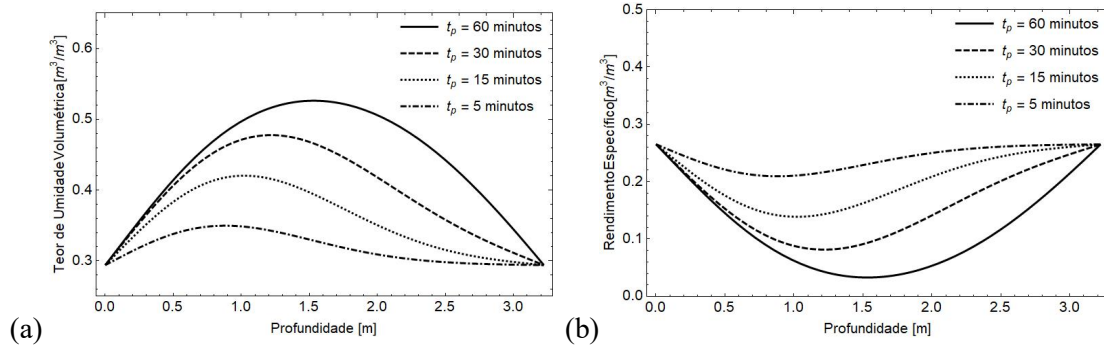 0.6
0.5
0.4
0.3
Teor de Umidade Volumétrica [m³/m³]
t_p = 60 minutos
t_p = 30 minutos
t_p = 15 minutos
t_p = 5 minutos
0.0 0.5 1.0 1.5 2.0 2.5 3.0
Profundidade [m]
(a)
0.5
0.4
0.3
0.2
0.1
0.0
Rendimento Específico [m³/m³]
t_p = 60 minutos
t_p = 30 minutos
t_p = 15 minutos
t_p = 5 minutos
0.0 0.5 1.0 1.5 2.0 2.5 3.0
Profundidade [m]
(b)